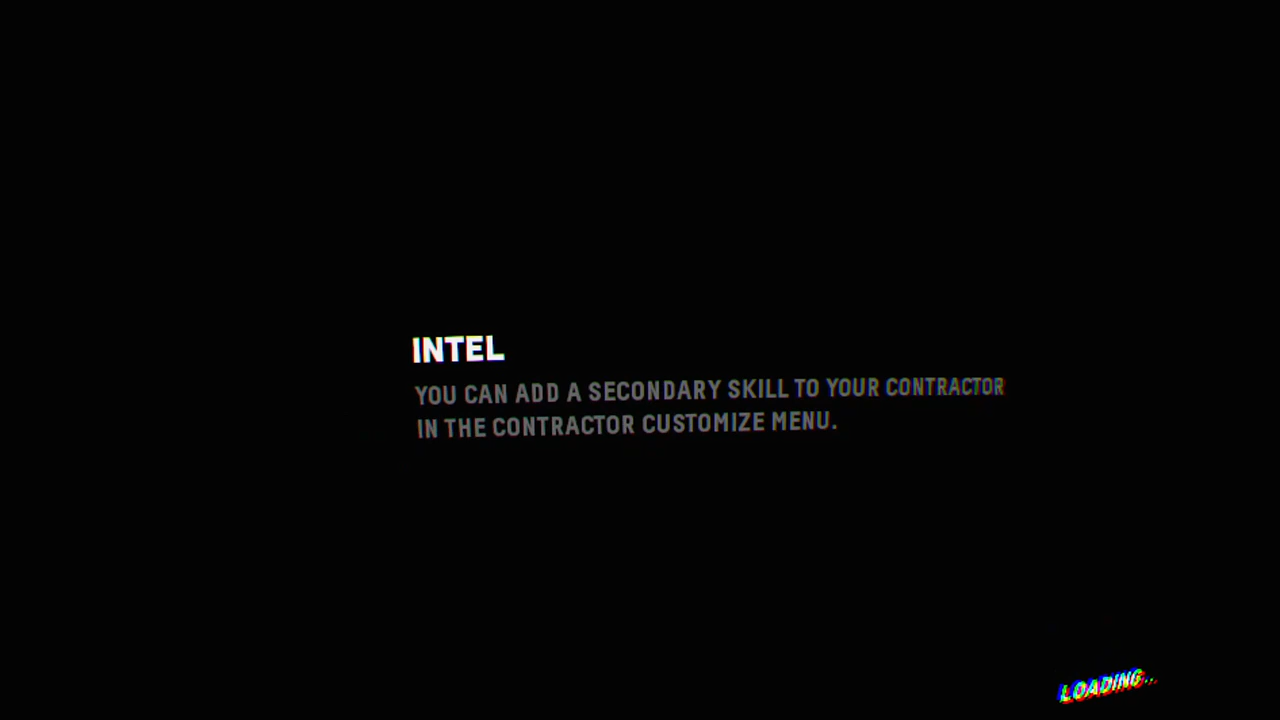 INTEL
YOU CAN ADD A SECONDARY SKILL TO YOUR CONTRACTOR
IN THE CONTRACTOR CUSTOMIZE MENU.
LOADING..